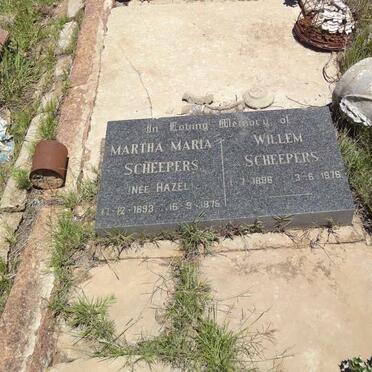 In Loving Memory of
MARTHA MARIA
SCHEEPERS
(NEE HAZEL)
17-12-1893 16-9-1975
WILLEM
SCHEEPERS
-7-1898 3-6-1976